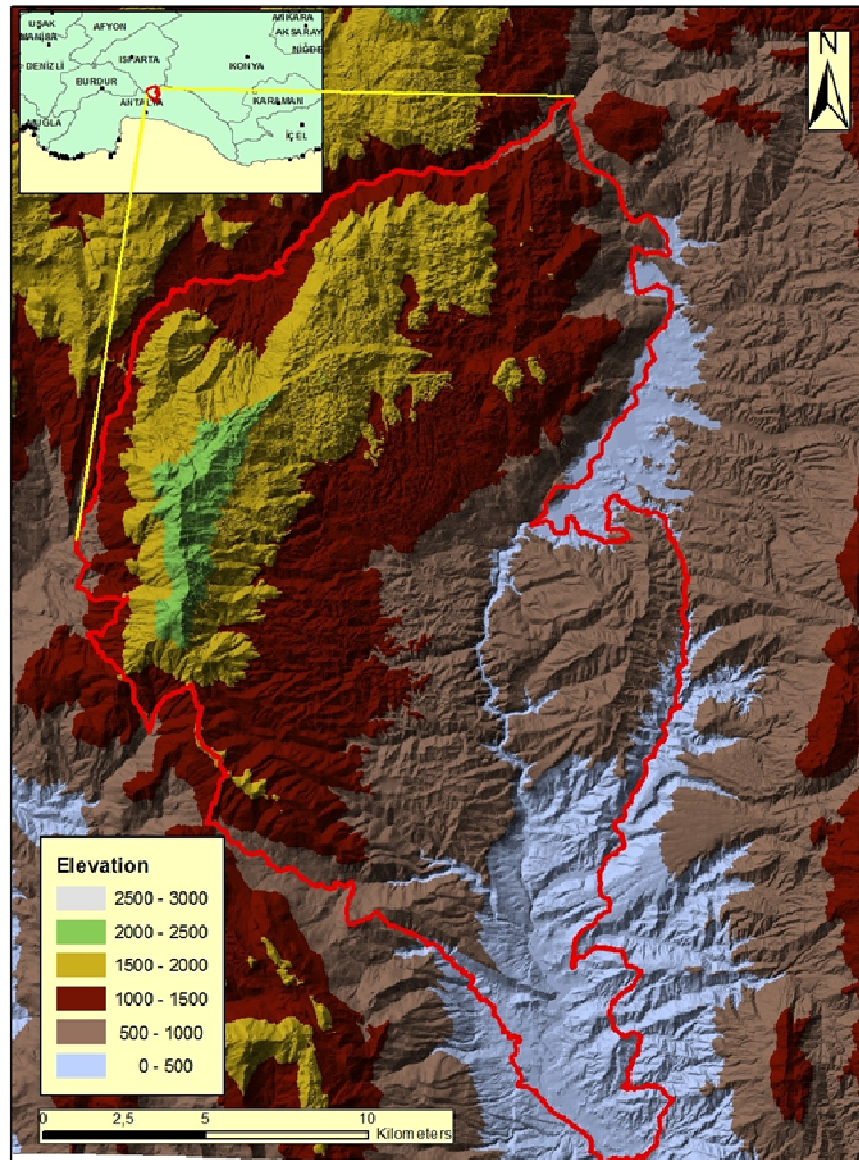 UŞAK
AFYON
ANKARA
AKSARAY
MANİSA
NİĞDE
ISPARTA
DENİZLİ
KONYA
BURDUR
ANTALYA
KARAMAN
MUĞLA
İÇEL
N
Elevation
2500 - 3000
2000 - 2500
1500 - 2000
1000 - 1500
500 - 1000
0 - 500
0 2,5 5 10
Kilometers